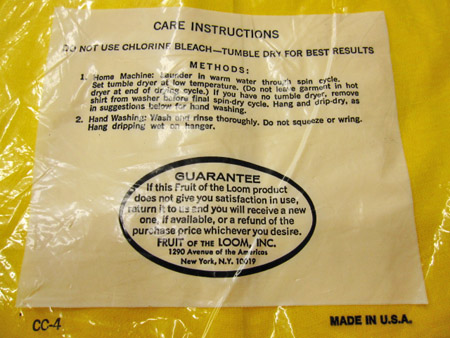 CARE INSTRUCTIONS
DO NOT USE CHLORINE BLEACH—TUMBLE DRY FOR BEST RESULTS
METHODS:
1. Home Machine: Launder in warm water through spin cycle.
Set tumble dryer at low temperature. (Do not leave garment in hot
dryer at end of drying cycle.) If you have no tumble dryer, remove
shirt from washer before final spin-dry cycle. Hang and drip-dry, as
in suggestions below for hand washing.
2. Hand Washing: Wash and rinse thoroughly. Do not squeeze or wring.
Hang dripping wet on hanger.
GUARANTEE
If this Fruit of the Loom product
does not give you satisfaction in use,
return it to us and you will receive a new
one, if available, or a refund of the
purchase price whichever you desire.
FRUIT OF THE LOOM, INC.
1290 Avenue of the Americas
New York, N.Y. 10019
CC-4
MADE IN U.S.A.